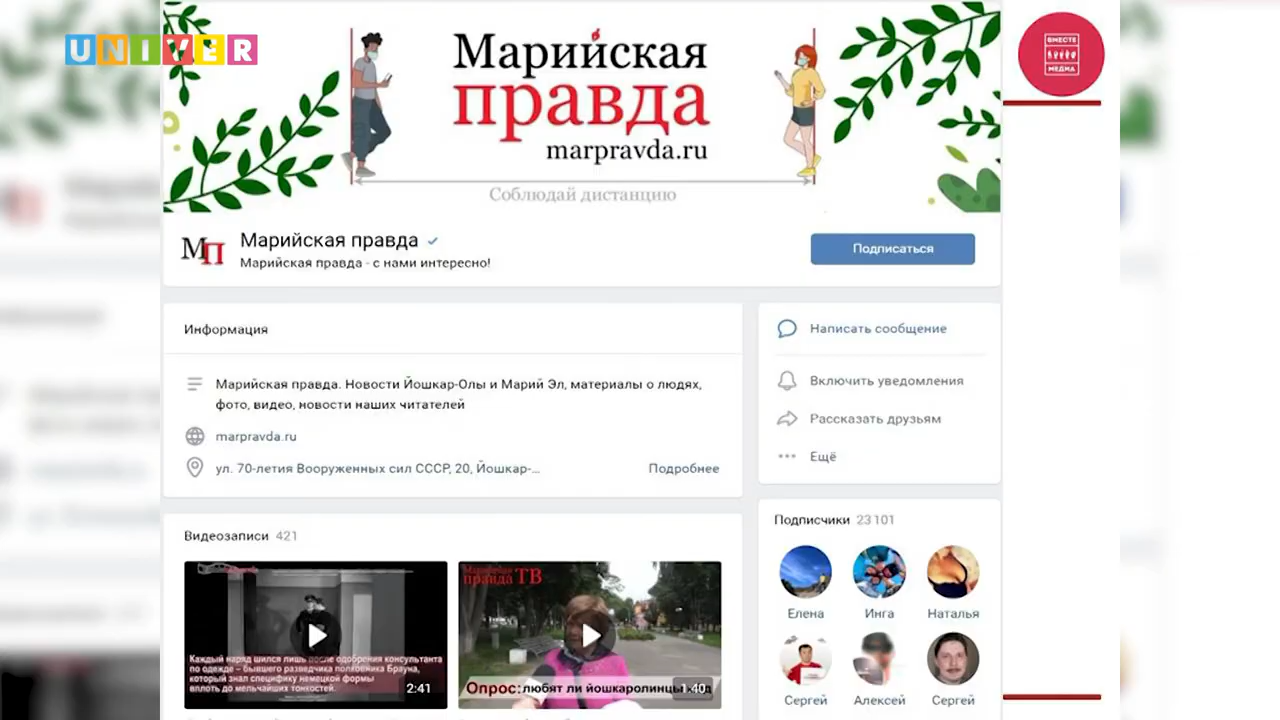 UNIVER
Марийская
правда
marpravda.ru
Соблюдай дистанцию
ВМЕСТЕ
МЕДИА
МП
Марийская правда
Марийская правда - с нами интересно!
Подписаться
Информация
Марийская правда. Новости Йошкар-Олы и Марий Эл, материалы о людях,
фото, видео, новости наших читателей
marpravda.ru
ул. 70-летия Вооруженных сил СССР, 20, Йошкар-...
Подробнее
Написать сообщение
Включить уведомления
Рассказать друзьям
Ещё
Видеозаписи 421
Каждый наряд шился лишь после одобрения консультанта
по одежде – бывшего разведчика полковника Брауна,
который знал специфику немецкой формы
вплоть до мельчайших тонкостей.
2:41
правда ТВ
Опрос: любят ли йошкаролинцы
:40
Подписчики 23 101
Елена
Инга
Наталья
Сергей
Алексей
Сергей